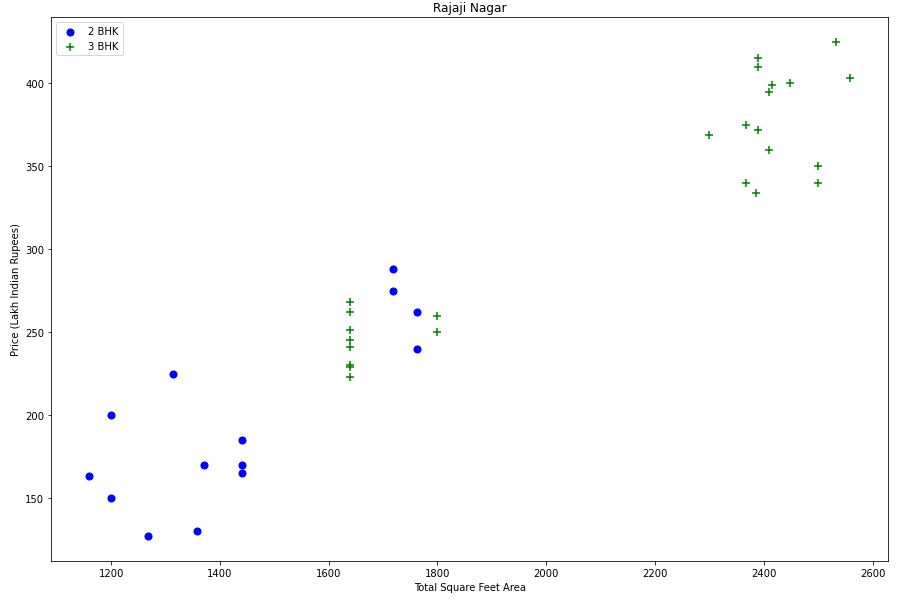 Rajaji Nagar
2 BHK
3 BHK
400
350
300
250
200
150
Price (Lakh Indian Rupees)
1200 1400 1600 1800 2000 2200 2400 2600
Total Square Feet Area